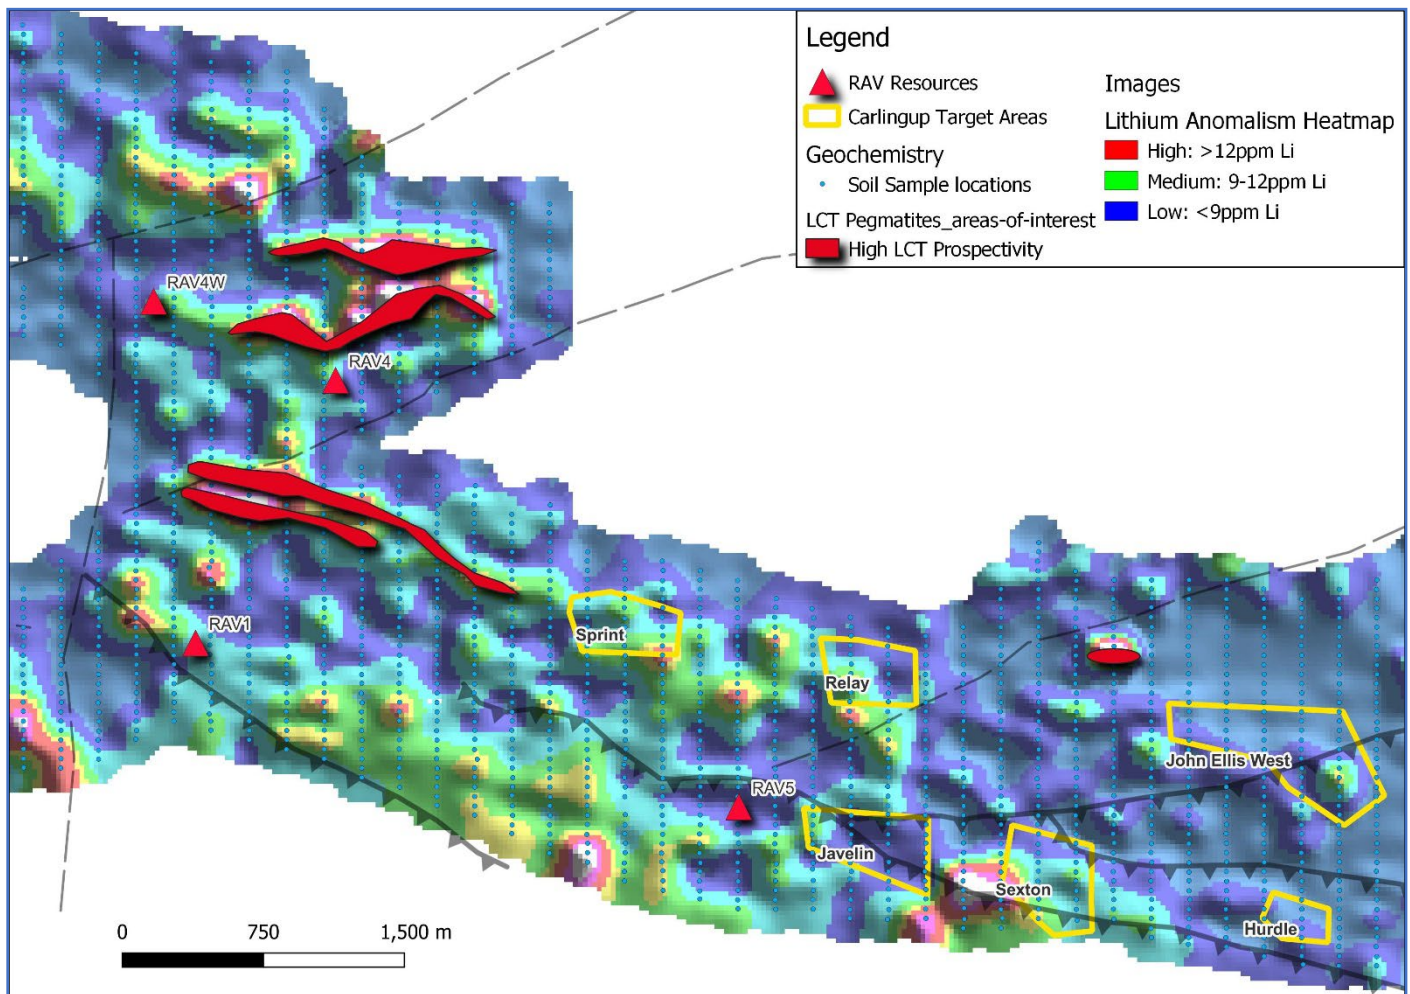 Legend
RAV Resources
Carlingup Target Areas
Geochemistry
Soil Sample locations
LCT Pegmatites_areas-of-interest
High LCT Prospectivity
Images
Lithium Anomalism Heatmap
High: >12ppm Li
Medium: 9-12ppm Li
Low: <9ppm Li
RAV4W
RAV4
RAV1
Sprint
Relay
John Ellis West
RAV5
Javelin
Sexton
Hurdle
0 750 1,500 m